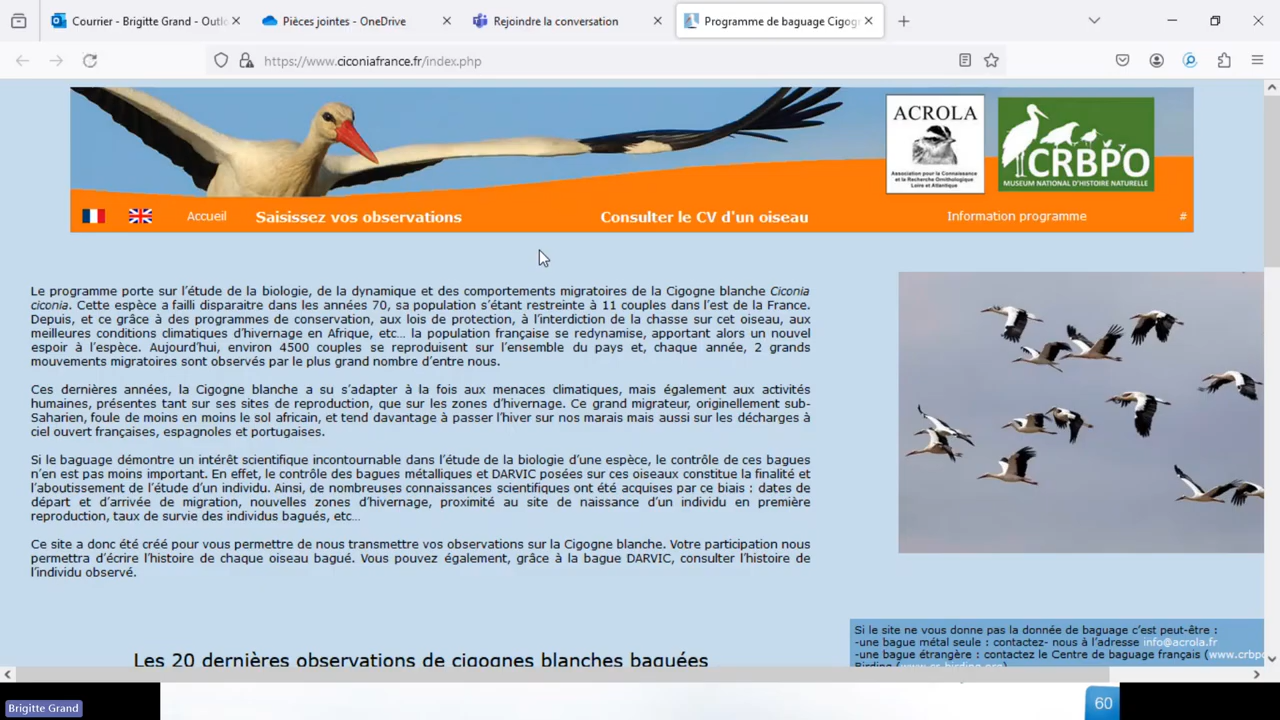 Courrier - Brigitte Grand - Outl
Pièces jointes - OneDrive
Rejoindre la conversation
Programme de baguage Cigogn
https://www.ciconiafrance.fr/index.php
ACROLA
Association pour la Connaissance
et la Recherche Ornithologique
Loire et Atlantique
CRBPO
MUSEUM NATIONAL D'HISTOIRE NATURELLE
Accueil
Saisissez vos observations
Consulter le CV d'un oiseau
Information programme
#
Le programme porte sur l'étude de la biologie, de la dynamique et des comportements migratoires de la Cigogne blanche Ciconia
ciconia. Cette espèce a failli disparaitre dans les années 70, sa population s'étant restreinte à 11 couples dans l'est de la France.
Depuis, et ce grâce à des programmes de conservation, aux lois de protection, à l'interdiction de la chasse sur cet oiseau, aux
meilleures conditions climatiques d'hivernage en Afrique, etc... la population française se redynamise, apportant alors un nouvel
espoir à l'espèce. Aujourd'hui, environ 4500 couples se reproduisent sur l'ensemble du pays et, chaque année, 2 grands
mouvements migratoires sont observés par le plus grand nombre d'entre nous.
Ces dernières années, la Cigogne blanche a su s'adapter à la fois aux menaces climatiques, mais également aux activités
humaines, présentes tant sur ses sites de reproduction, que sur les zones d'hivernage. Ce grand migrateur, originellement sub-
Saharien, foule de moins en moins le sol africain, et tend davantage à passer l'hiver sur nos marais mais aussi sur les décharges à
ciel ouvert françaises, espagnoles et portugaises.
Si le baguage démontre un intérêt scientifique incontournable dans l'étude de la biologie d'une espèce, le contrôle de ces bagues
n'en est pas moins important. En effet, le contrôle des bagues métalliques et DARVIC posées sur ces oiseaux constitue la finalité et
l'aboutissement de l'étude d'un individu. Ainsi, de nombreuses connaissances scientifiques ont été acquises par ce biais : dates de
départ et d'arrivée de migration, nouvelles zones d'hivernage, proximité au site de naissance d'un individu en première
reproduction, taux de survie des individus bagués, etc...
Ce site a donc été créé pour vous permettre de nous transmettre vos observations sur la Cigogne blanche. Votre participation nous
permettra d'écrire l'histoire de chaque oiseau bagué. Vous pouvez également, grâce à la bague DARVIC, consulter l'histoire de
l'individu observé.
Les 20 dernières observations de cigognes blanches baguées
Si le site ne vous donne pas la donnée de baguage c'est peut-être :
-une bague métal seule : contactez- nous à l'adresse info@acrola.fr
-une bague étrangère : contactez le Centre de baguage français (www.crbpo
Birding (www.cr-birding.org)
Brigitte Grand
60